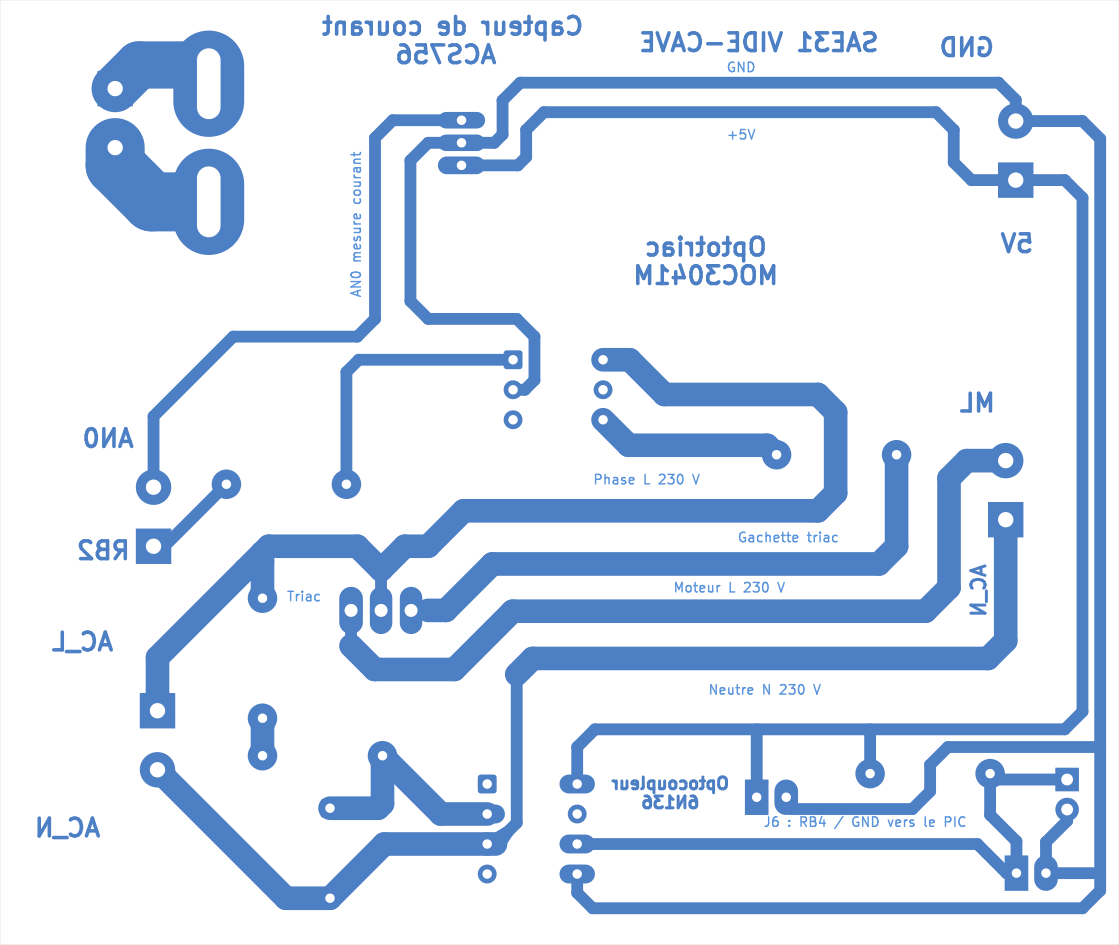 Capteur de courant
ACS756
SAE31 VIDE-CAVE
GND
GND
+5V
AN0 mesure courant
5V
Optotriac
MOC3041M
ML
AN0
Phase L 230 V
Gachette triac
RB2
AC_N
Moteur L 230 V
Triac
AC_L
Neutre N 230 V
Optocoupleur
6N136
J6 : RB4 / GND vers le PIC
AC_N